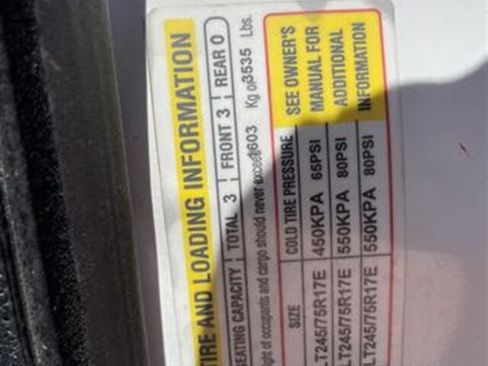 TIRE AND LOADING INFORMATION
SEATING CAPACITY TOTAL 3 FRONT 3 REAR 0
ight of occupants and cargo should never exceed 1603 Kg or 3535 Lbs.
SIZE COLD TIRE PRESSURE
LT245/75R17E 450KPA 65PSI
LT245/75R17E 550KPA 80PSI
LT245/75R17E 550KPA 80PSI
SEE OWNER'S
MANUAL FOR
ADDITIONAL
INFORMATION